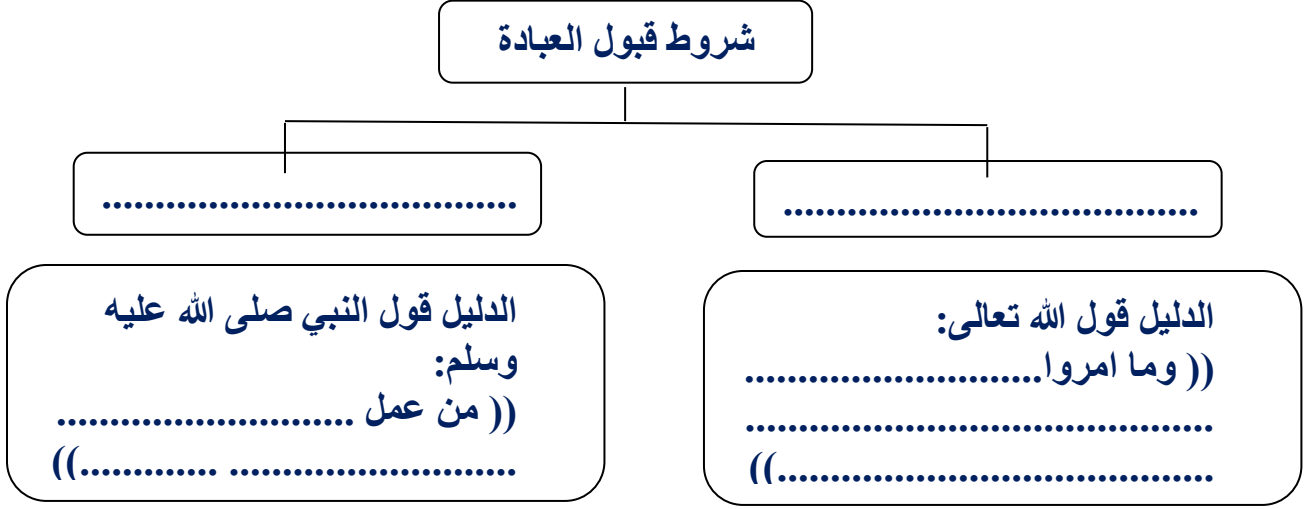 شروط قبول العبادة
.......................................
.......................................
الدليل قول الله تعالى:
(( وما امروا............................
............................................
.........................................))
الدليل قول النبي صلى الله عليه
وسلم:
(( من عمل ............................
........................... .............))